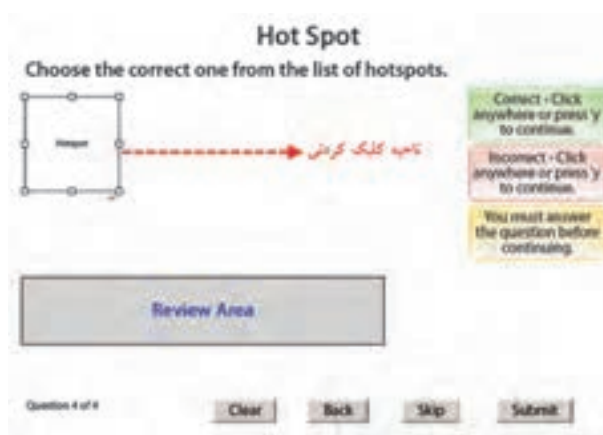 Hot Spot
Choose the correct one from the list of hotspots.
Hotspot
ناحیه کلیک کردنی
Correct - Click
anywhere or press 'y'
to continue.
Incorrect - Click
anywhere or press 'y'
to continue.
You must answer
the question before
continuing.
Review Area
Question 4 of 4
Clear
Back
Skip
Submit